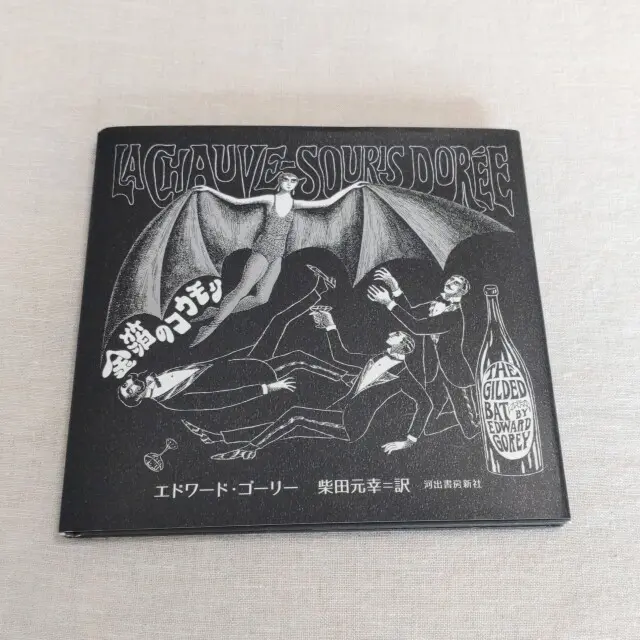 LA CHAUVE-SOURIS DORÉE
金箔のコウモリ
THE
GILDED
BAT
BY
EDWARD
GOREY
エドワード・ゴーリー 柴田元幸=訳 河出書房新社